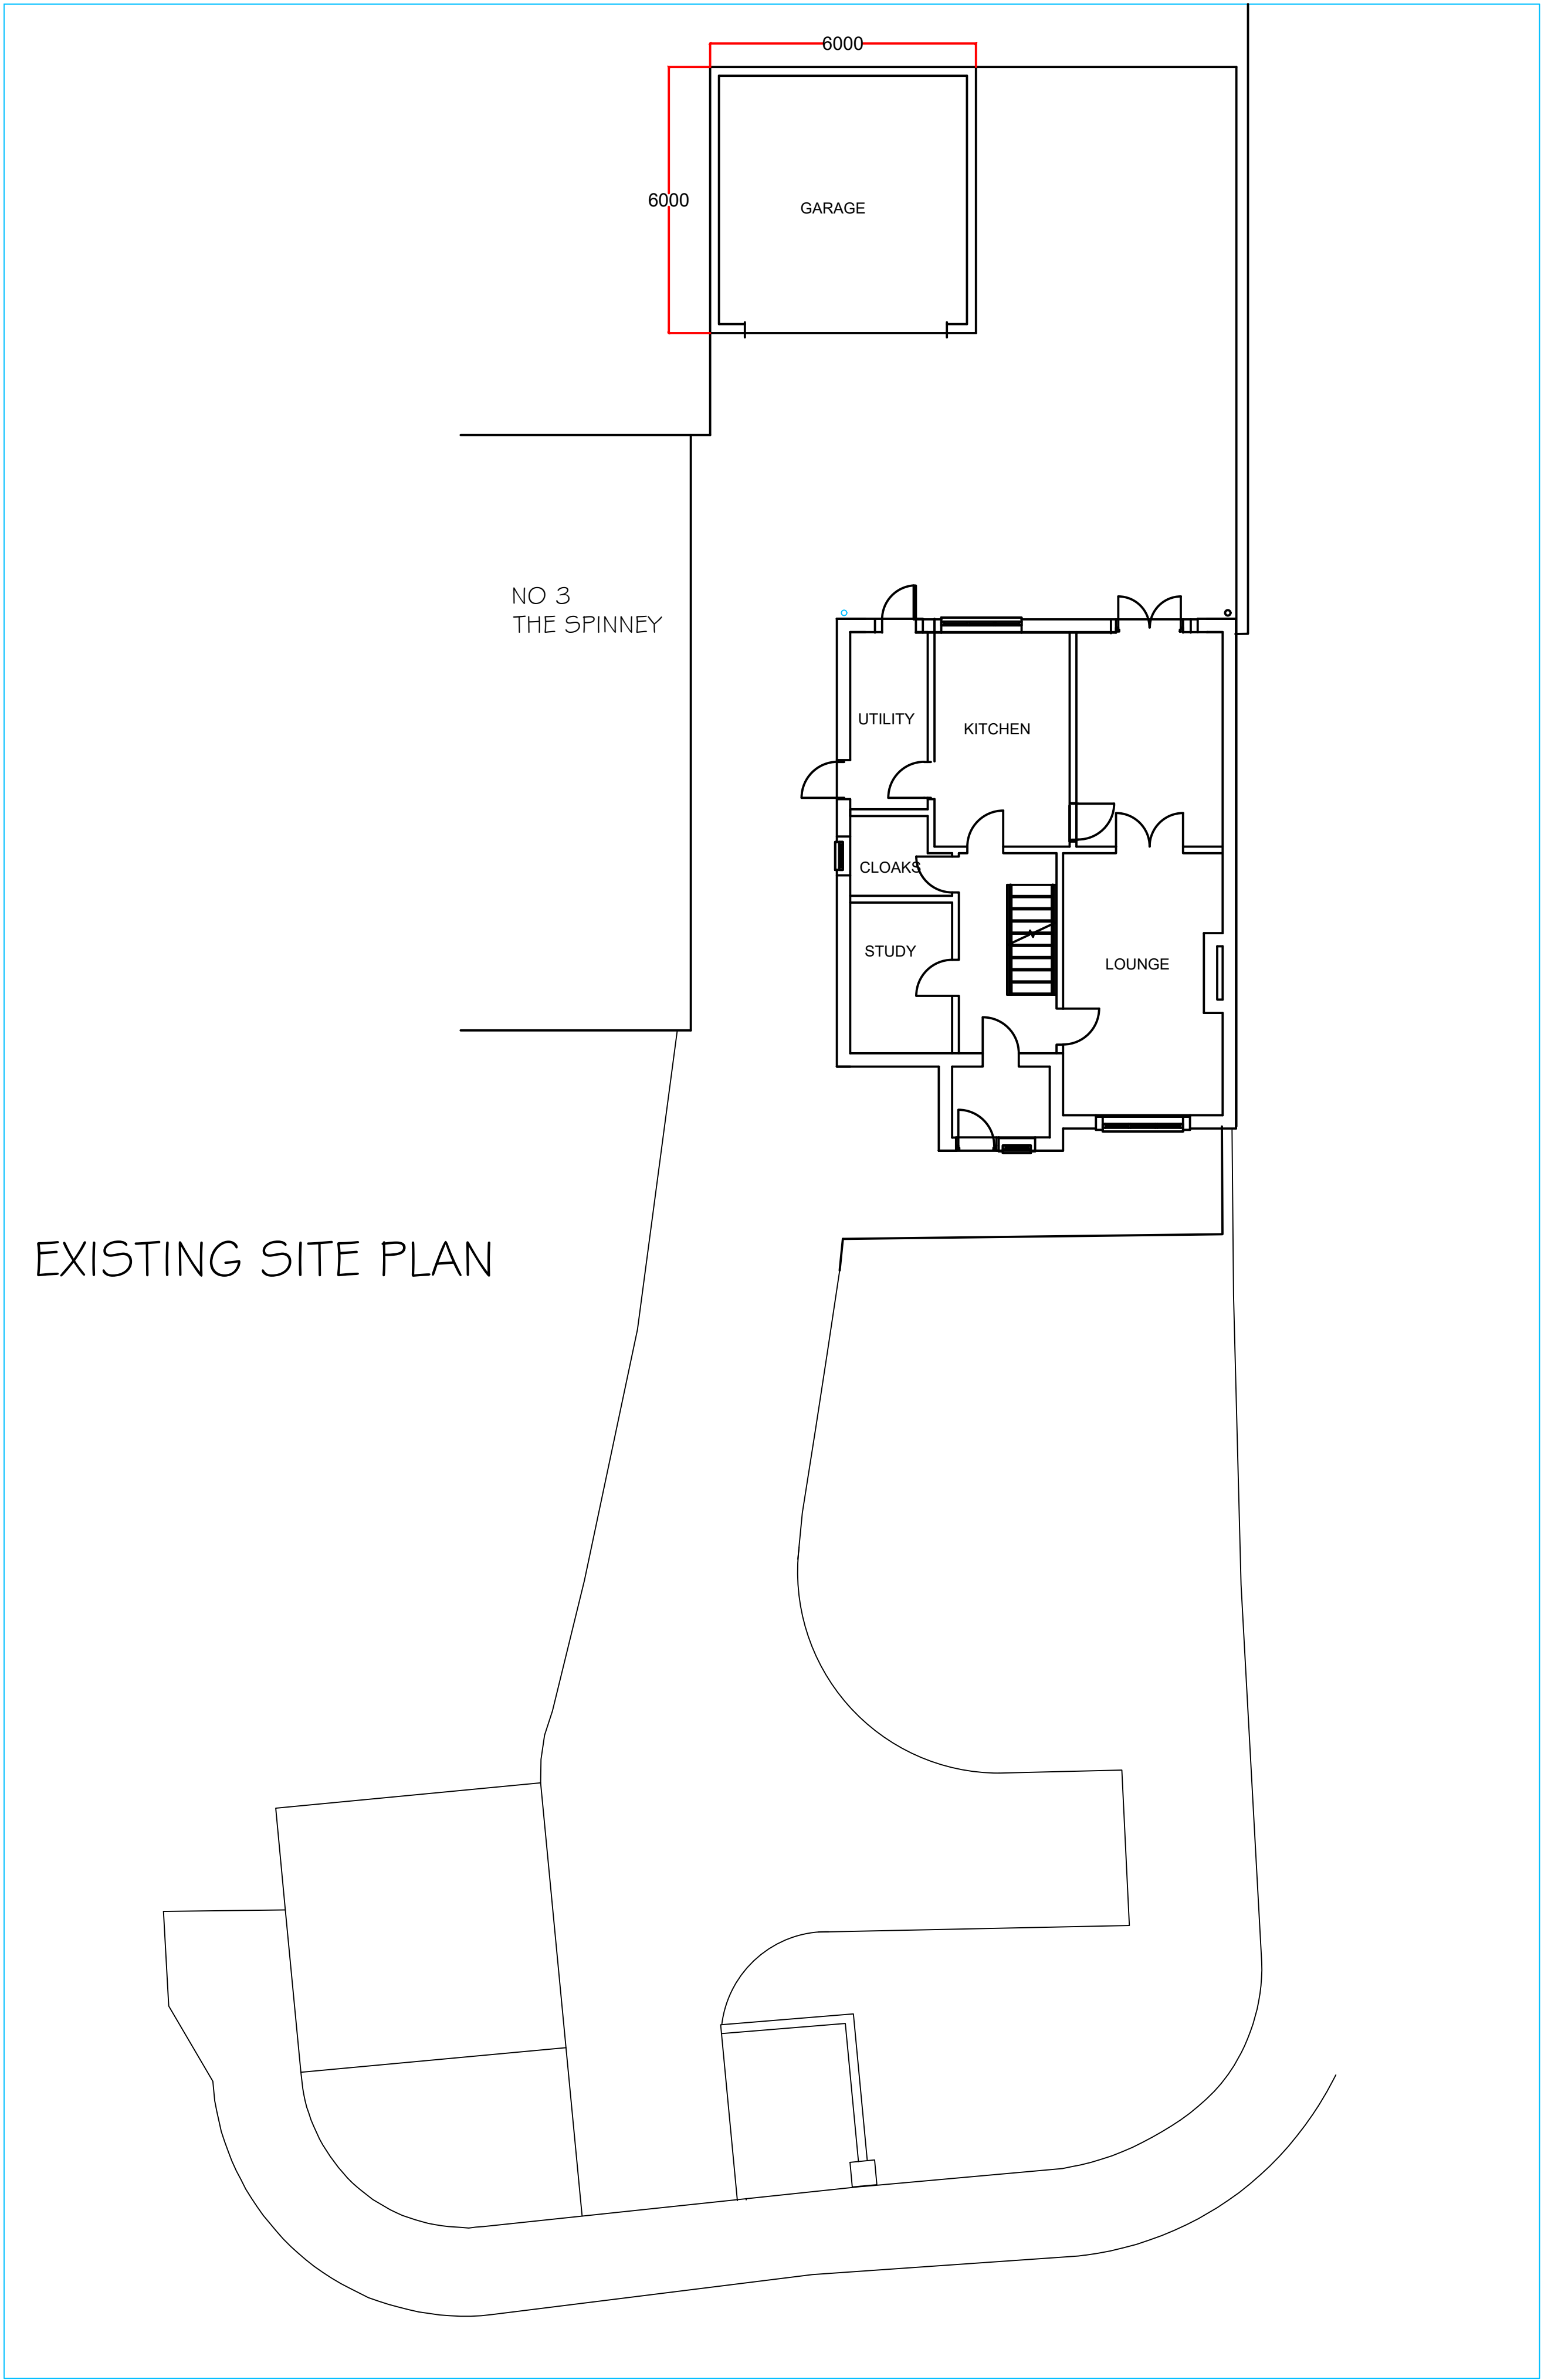 6000
6000
GARAGE
NO 3
THE SPINNEY
UTILITY
KITCHEN
CLOAKS
STUDY
LOUNGE
EXISTING SITE PLAN